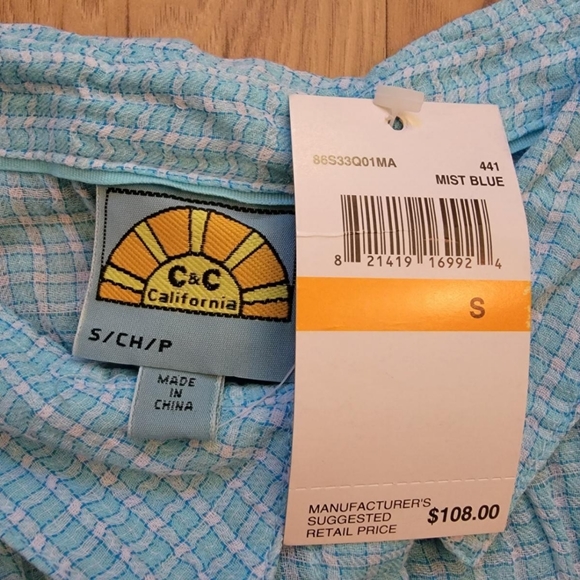 C&C
California
S/CH/P
MADE
IN
CHINA
86S33Q01MA
441
MIST BLUE
8 21419 16992 4
S
MANUFACTURER'S
SUGGESTED
RETAIL PRICE
$108.00